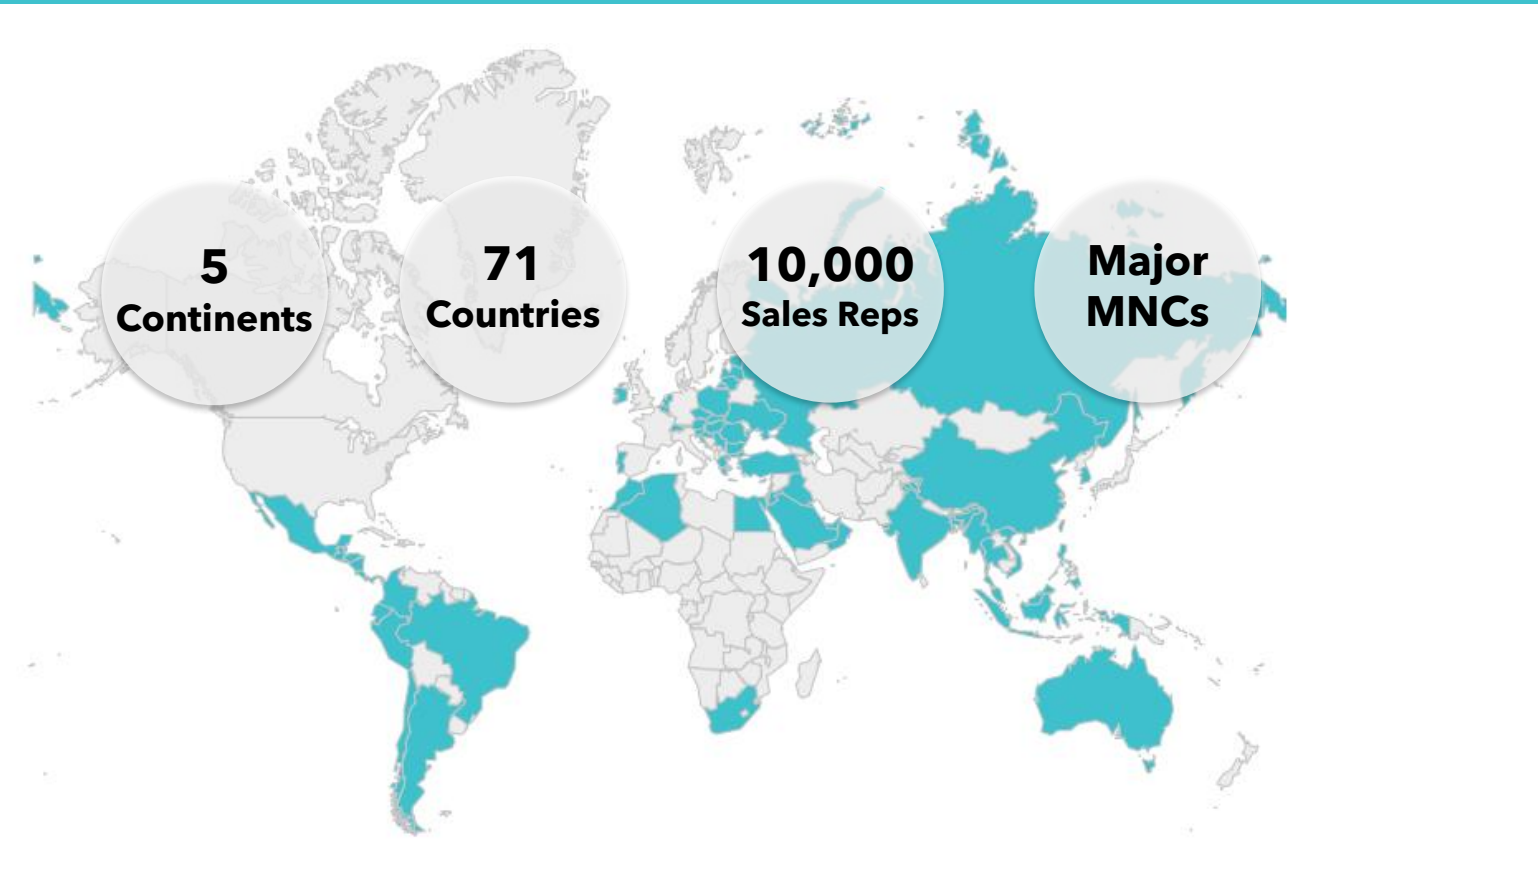 5
Continents
71
Countries
10,000
Sales Reps
Major
MNCs